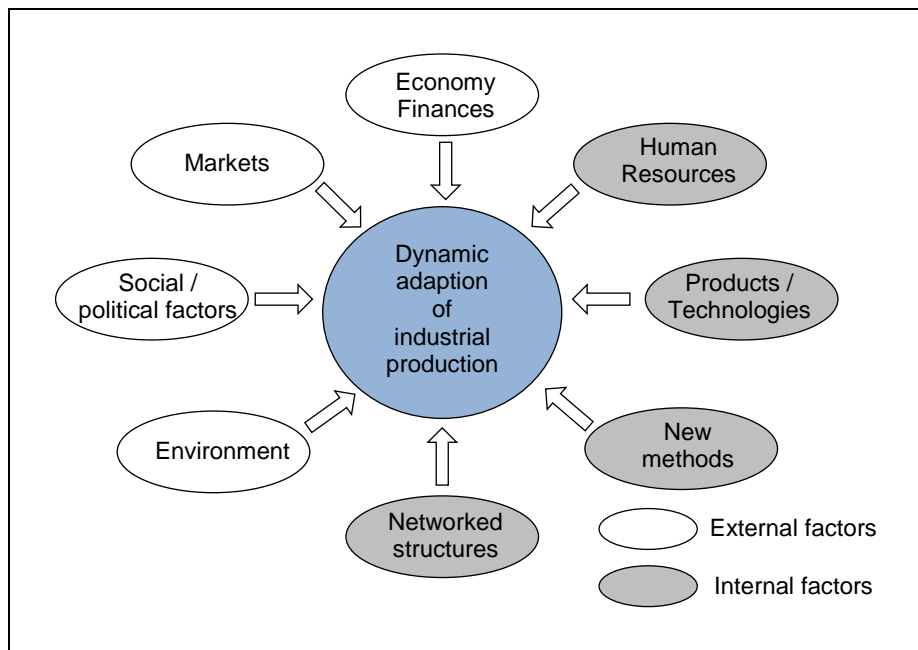 Economy
Finances
Markets
Human
Resources
Social /
political factors
Dynamic
adaption
of
industrial
production
Products /
Technologies
Environment
New
methods
Networked
structures
External factors
Internal factors